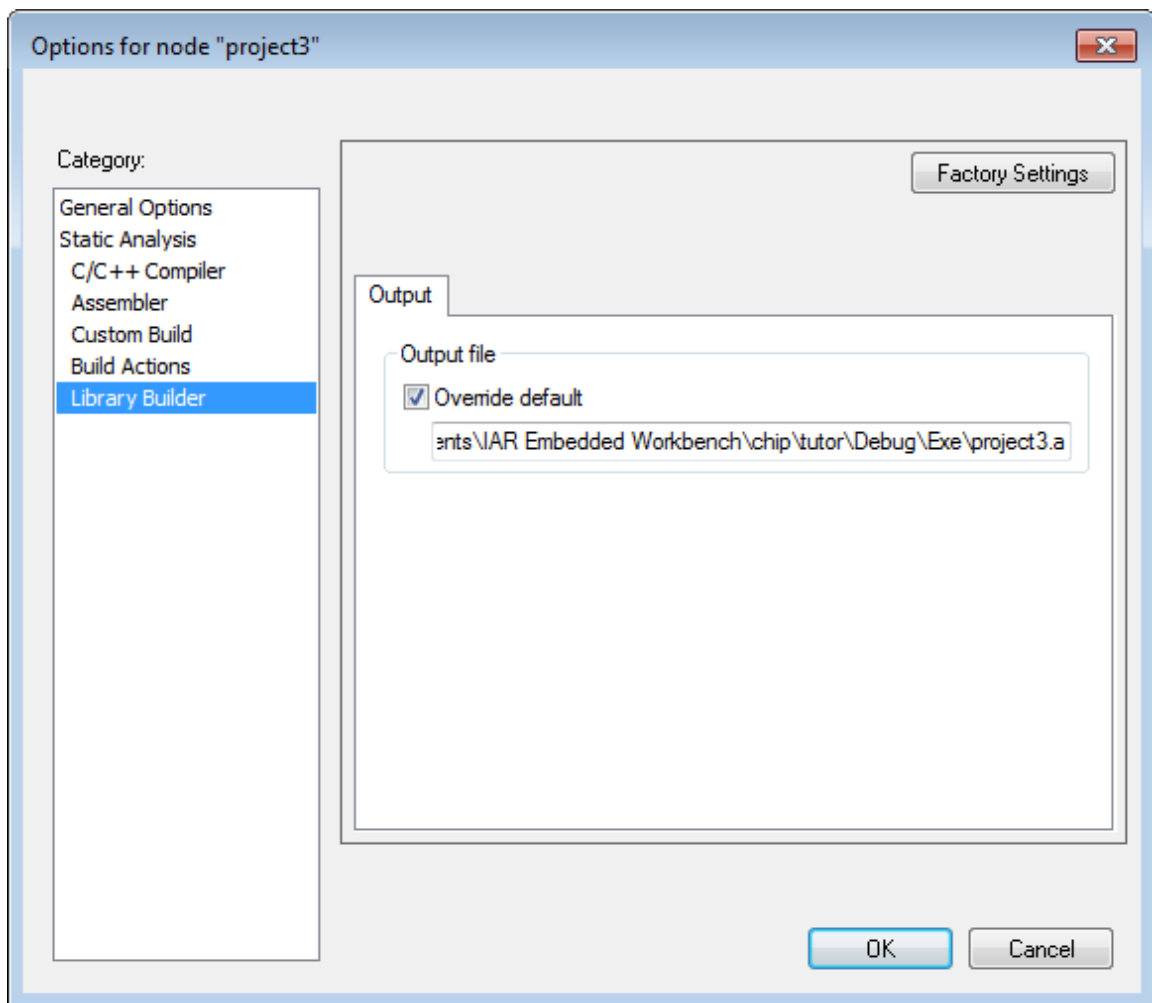 Options for node "project3"
Category:
General Options
Static Analysis
C/C++ Compiler
Assembler
Custom Build
Build Actions
Library Builder
Factory Settings
Output
Output file
Override default
ents\IAR Embedded Workbench\chip\tutor\Debug\Exe\project3.a
OK
Cancel